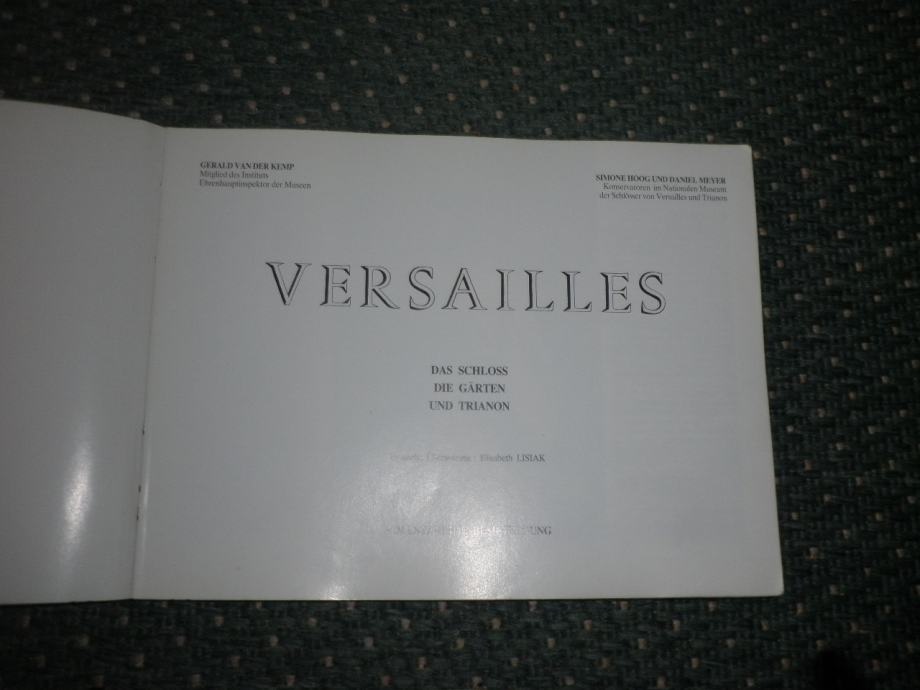 GERALD VAN DER KEMP
Mitglied des Instituts
Ehrenhauptinspektor der Museen
SIMONE HOOG UND DANIEL MEYER
Konservatoren im Nationalen Museum
der Schlösser von Versailles und Trianon
VERSAILLES
DAS SCHLOSS
DIE GÄRTEN
UND TRIANON
: Elisabeth LISIAK